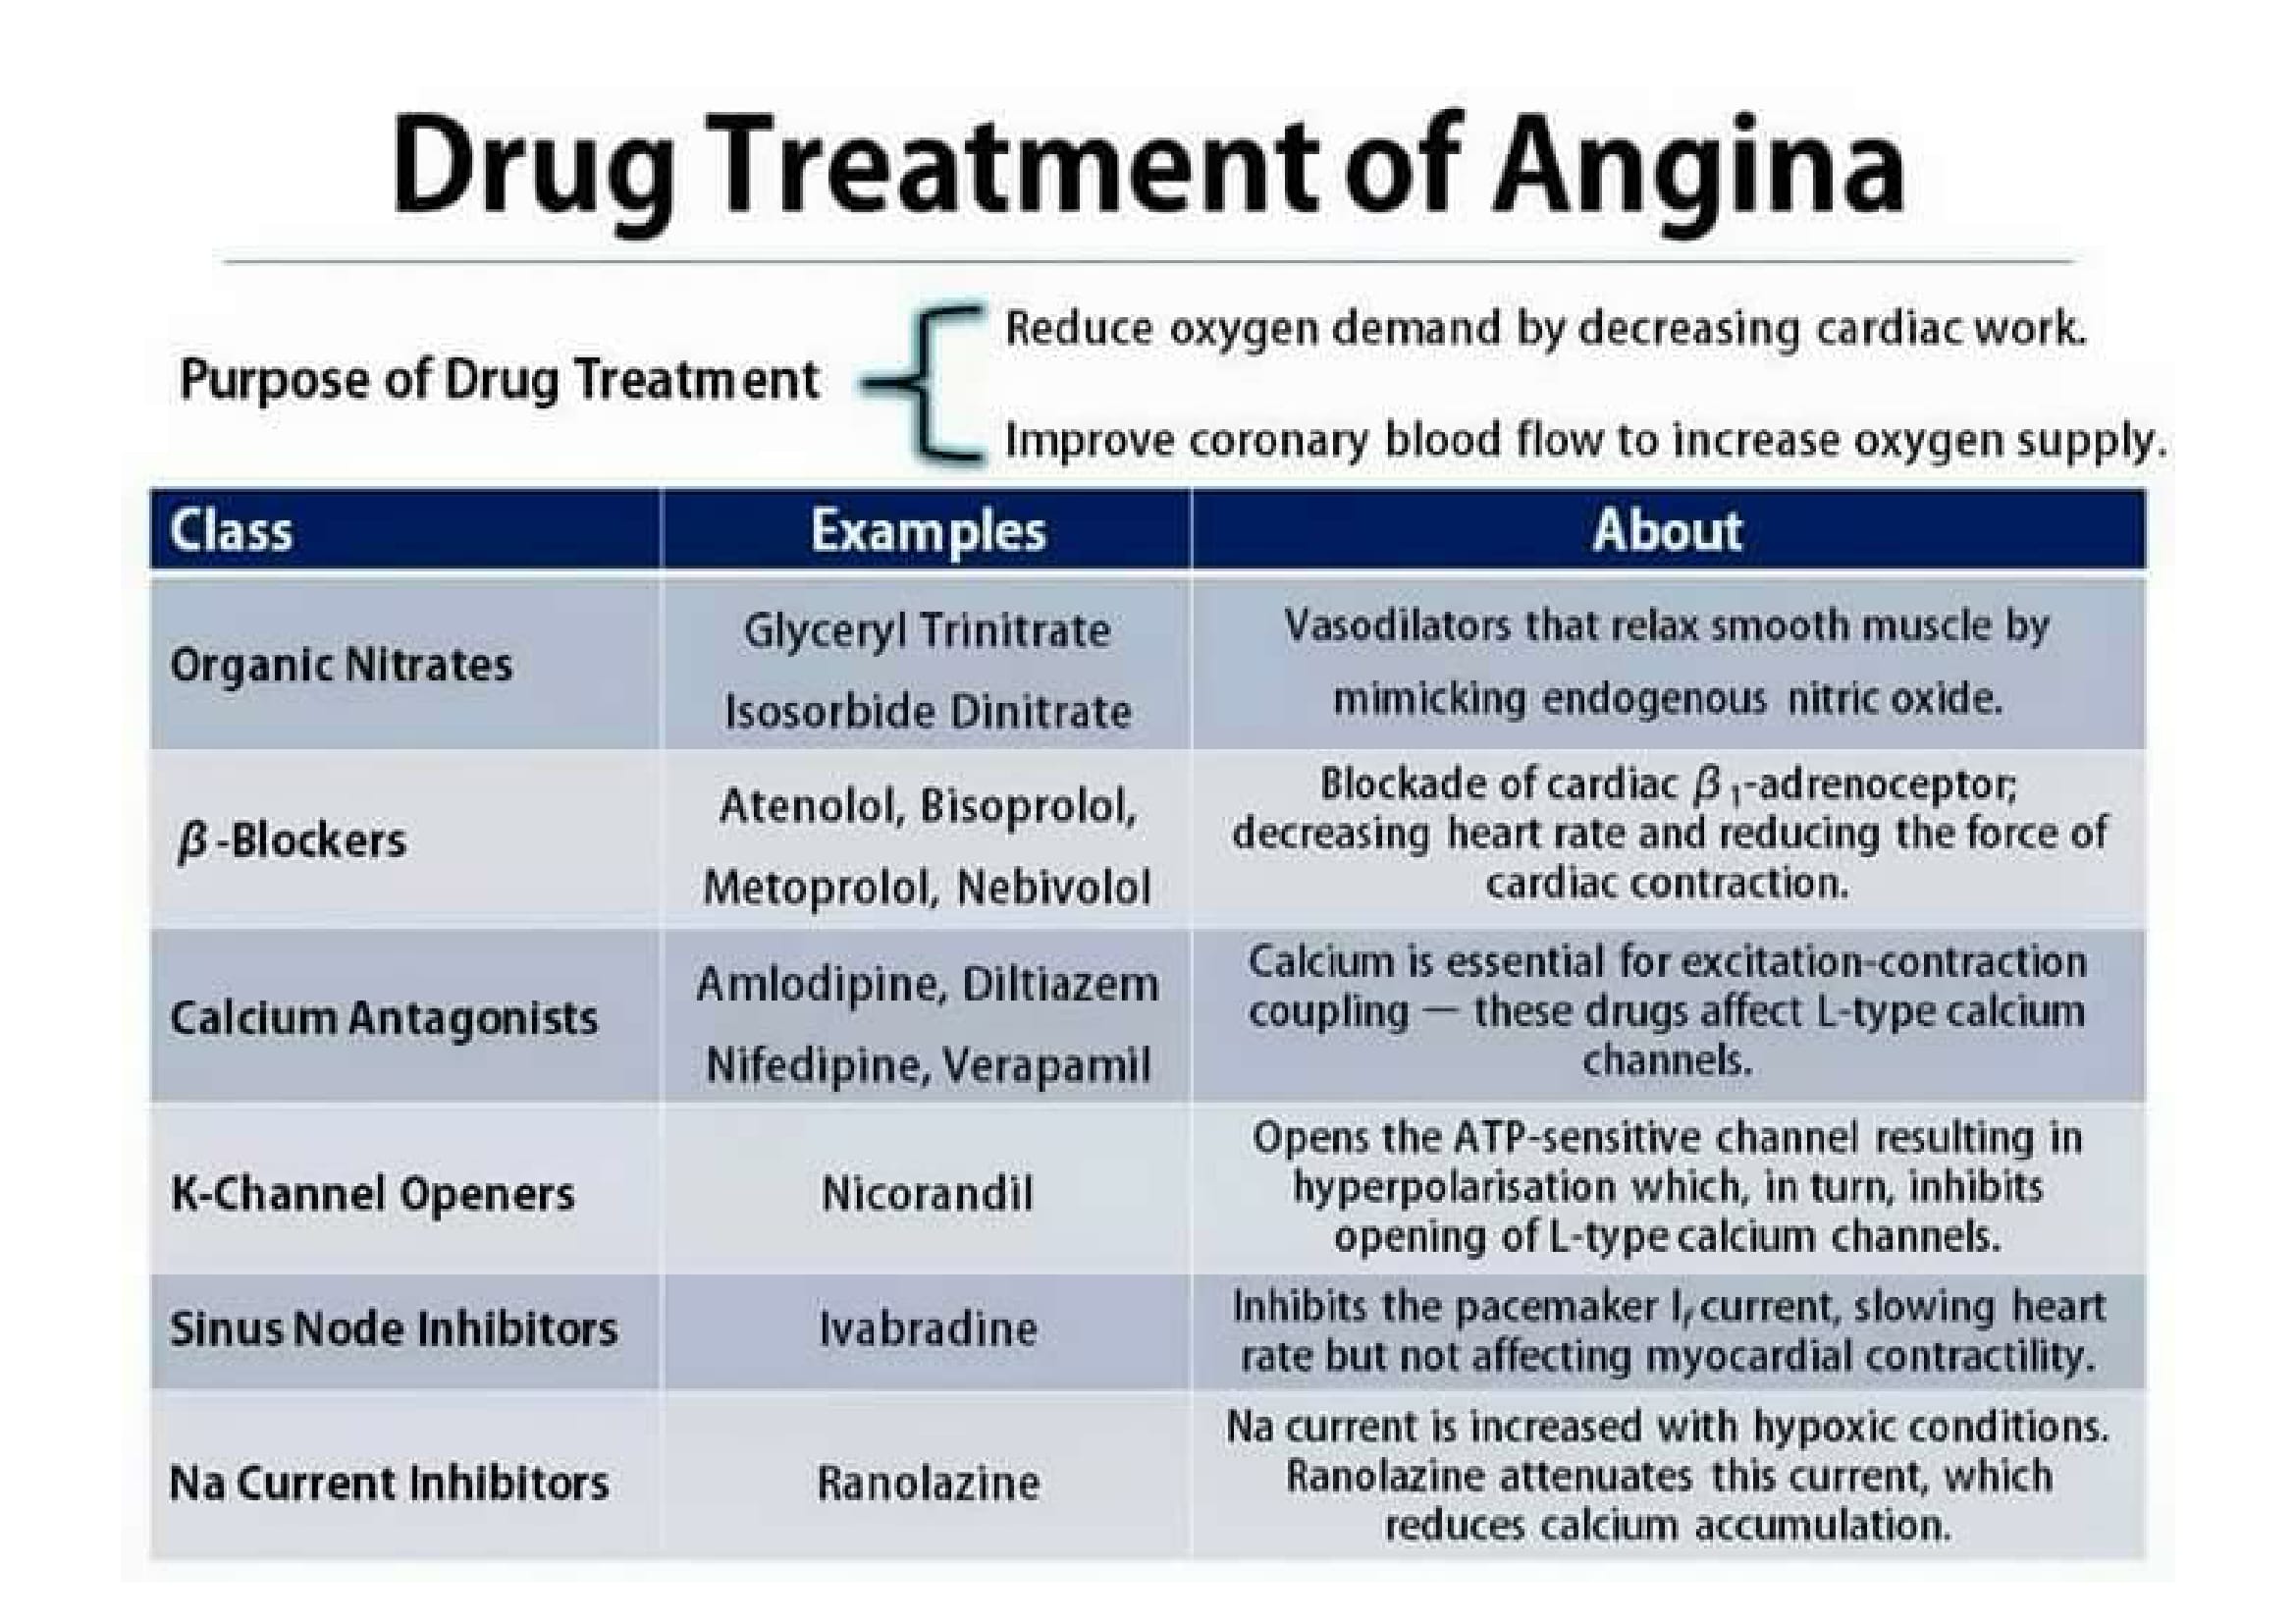 Drug Treatment of Angina
Purpose of Drug Treatment
Reduce oxygen demand by decreasing cardiac work.
Improve coronary blood flow to increase oxygen supply.
Class Examples About
Organic Nitrates
Glyceryl Trinitrate
Isosorbide Dinitrate
Vasodilators that relax smooth muscle by
mimicking endogenous nitric oxide.
β-Blockers
Atenolol, Bisoprolol,
Metoprolol, Nebivolol
Blockade of cardiac β₁-adrenoceptor;
decreasing heart rate and reducing the force of
cardiac contraction.
Calcium Antagonists
Amlodipine, Diltiazem
Nifedipine, Verapamil
Calcium is essential for excitation-contraction
coupling — these drugs affect L-type calcium
channels.
K-Channel Openers
Nicorandil
Opens the ATP-sensitive channel resulting in
hyperpolarisation which, in turn, inhibits
opening of L-type calcium channels.
Sinus Node Inhibitors
Ivabradine
Inhibits the pacemaker If current, slowing heart
rate but not affecting myocardial contractility.
Na Current Inhibitors
Ranolazine
Na current is increased with hypoxic conditions.
Ranolazine attenuates this current, which
reduces calcium accumulation.